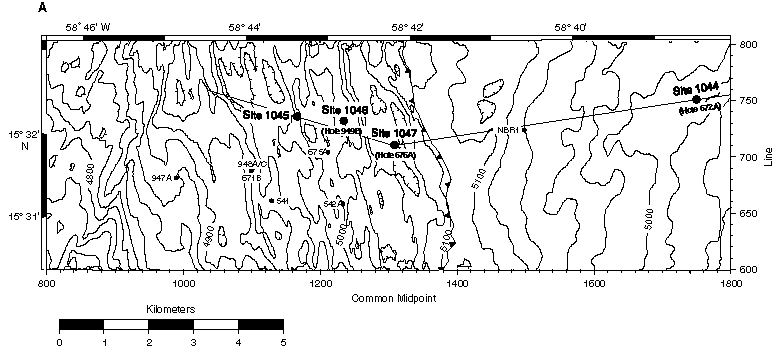 A
58° 46' W
58° 44'
58° 42'
58° 40'
800
Site 1044
(Hole 672A)
750
Site 1045
Site 1046
(Hole 949B)
Site 1047
(Hole 676A)
NBR1
15° 32'
N
675A
700
Line
948A/C
671B
947A
4800
5100
541
542A
15° 31'
650
4900
5000
5100
5000
600
800
1000
1200
1400
1600
1800
Common Midpoint
Kilometers
0
1
2
3
4
5